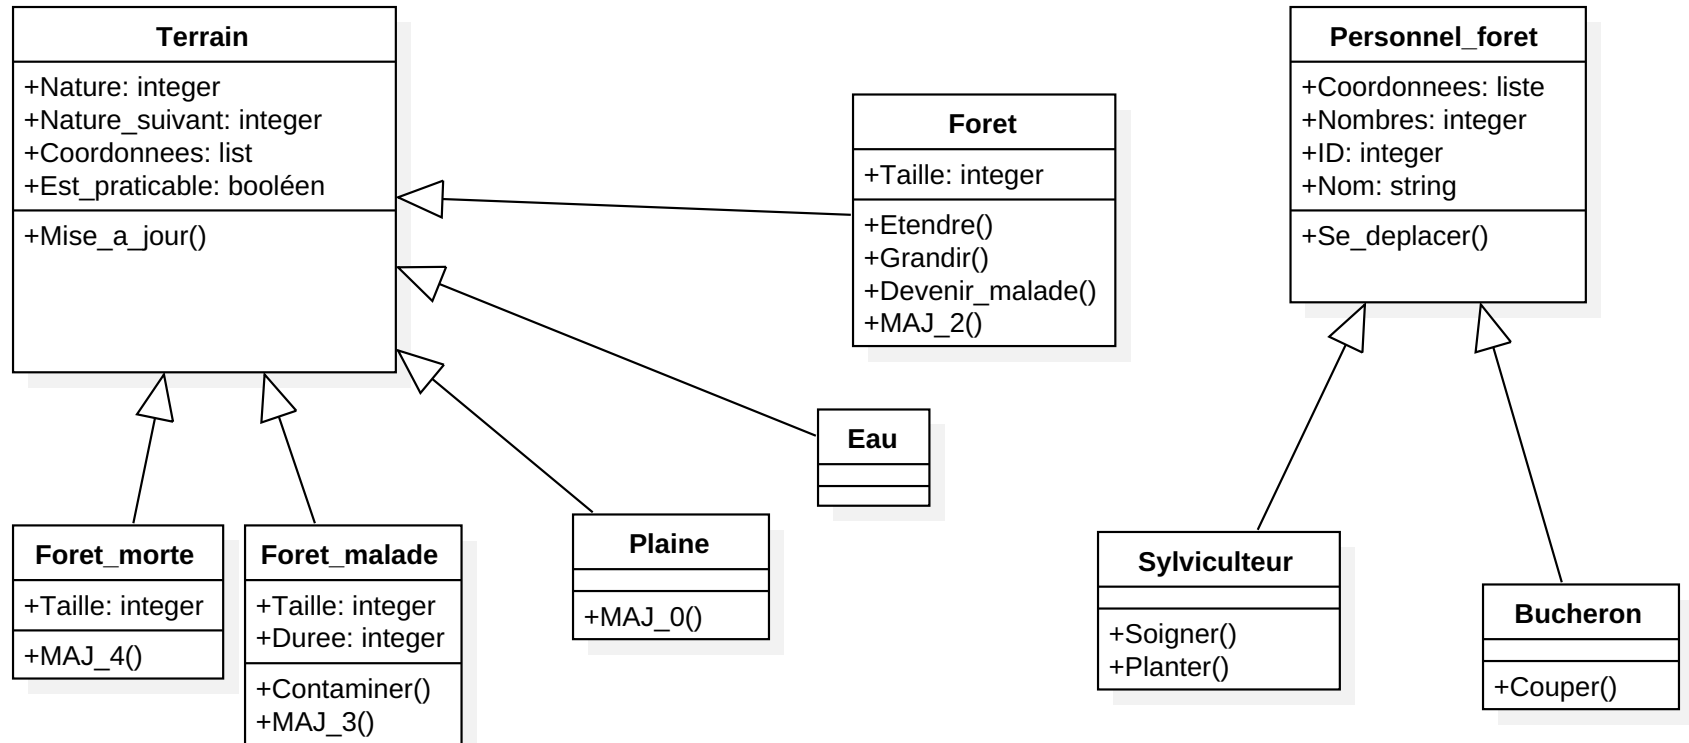 Terrain
+Nature: integer
+Nature_suivant: integer
+Coordonnees: list
+Est_praticable: booléen
+Mise_a_jour()
Foret
+Taille: integer
+Etendre()
+Grandir()
+Devenir_malade()
+MAJ_2()
Personnel_foret
+Coordonnees: liste
+Nombres: integer
+ID: integer
+Nom: string
+Se_deplacer()
Eau
Foret_morte
+Taille: integer
+MAJ_4()
Foret_malade
+Taille: integer
+Duree: integer
+Contaminer()
+MAJ_3()
Plaine
+MAJ_0()
Sylviculteur
+Soigner()
+Planter()
Bucheron
+Couper()